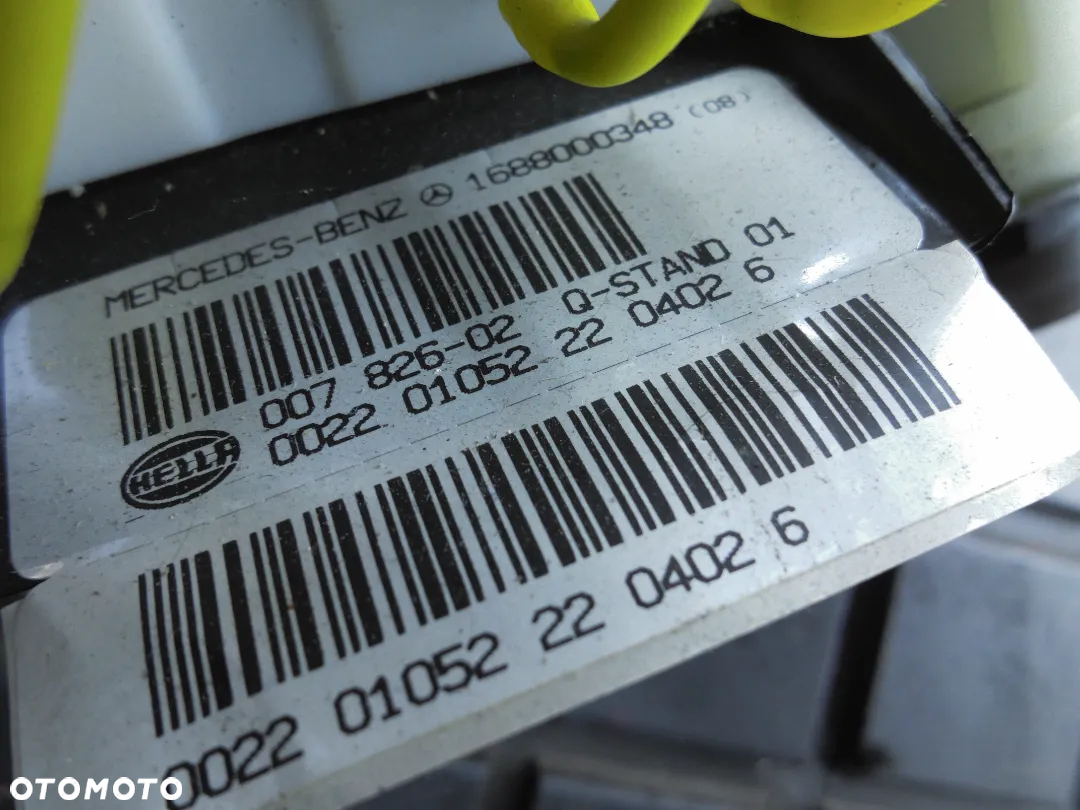 MERCEDES-BENZ 1688000348 (08)
007 826-02 Q-STAND 01
HELLA 0022 01052 22 0402 6
0022 01052 22 0402 6
OTOMOTO